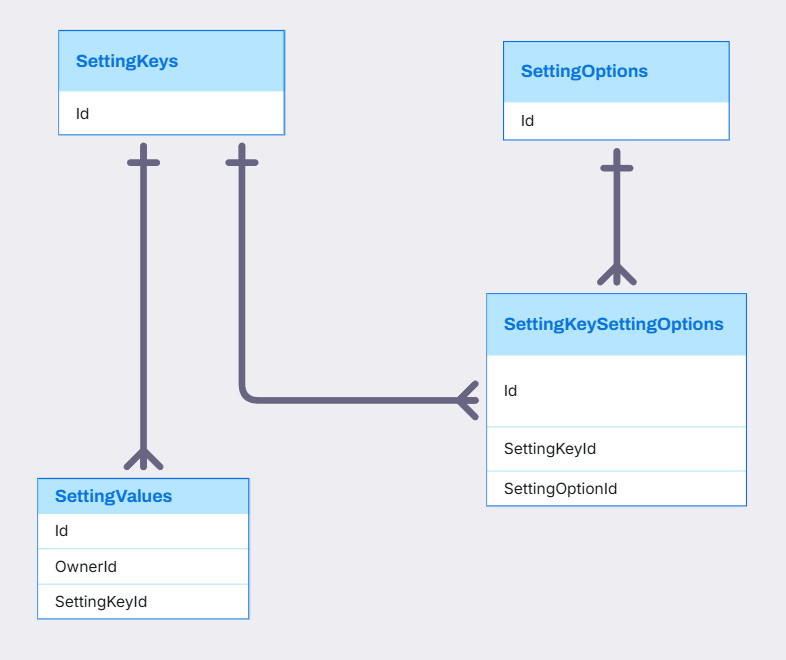 SettingKeys
Id
SettingOptions
Id
SettingKeySettingOptions
Id
SettingKeyId
SettingOptionId
SettingValues
Id
OwnerId
SettingKeyId